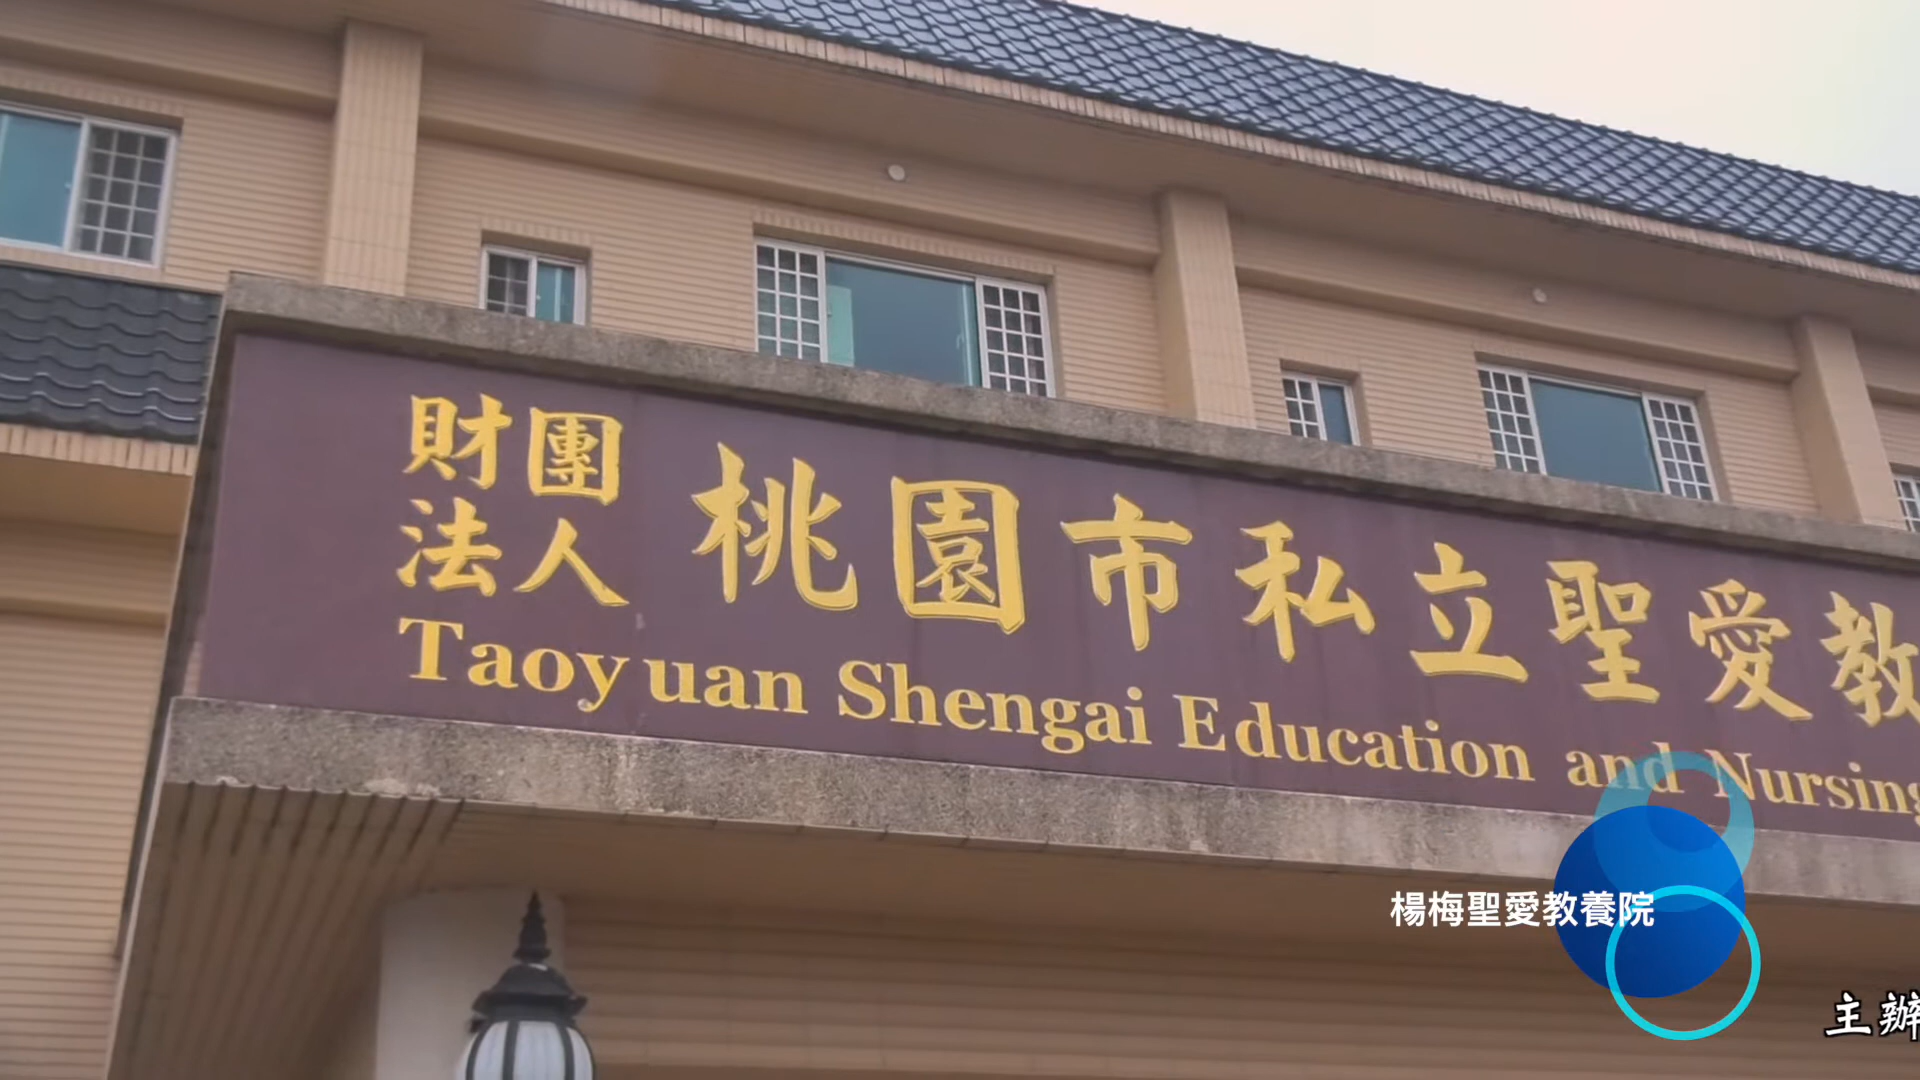 財團
法人
桃園市私立聖愛教
Taoyuan Shengai Education and Nursing
楊梅聖愛教養院
主辦